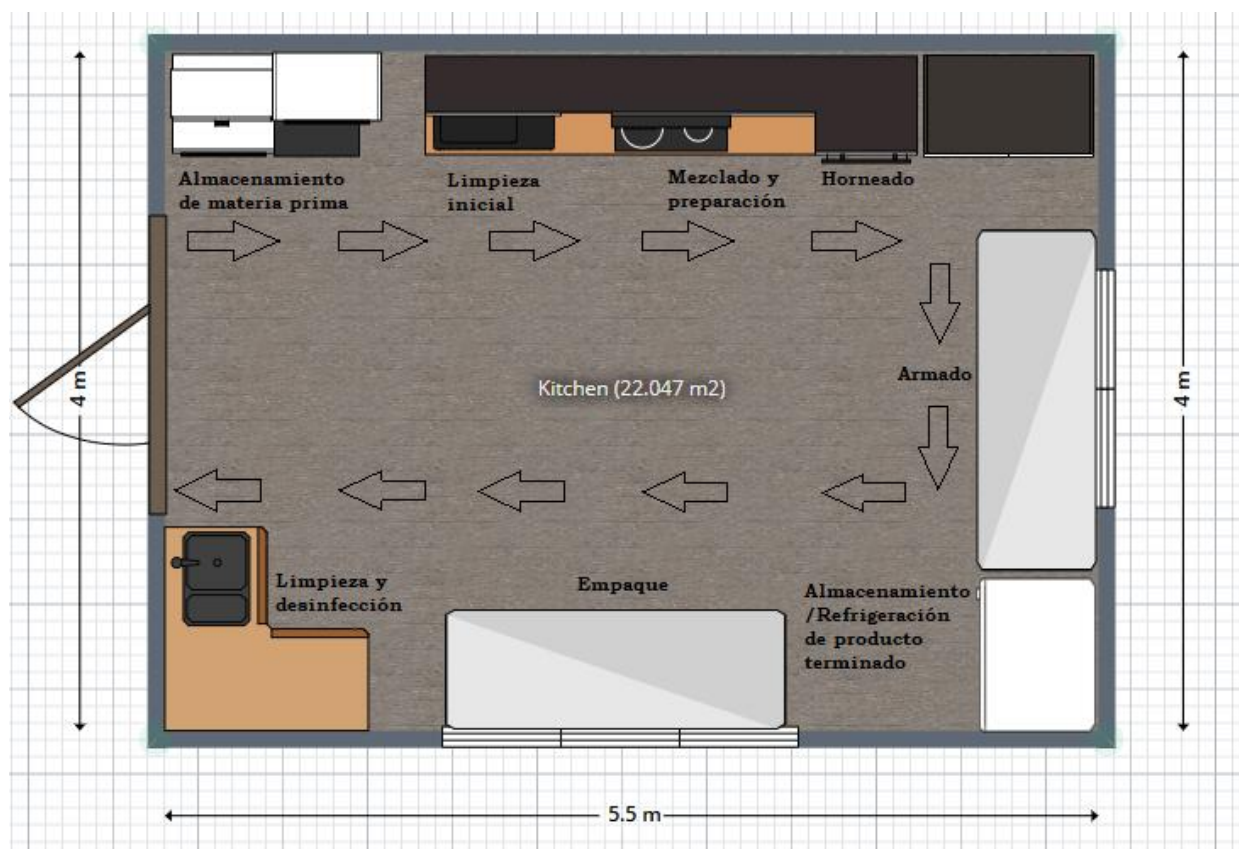 Almacenamiento
de materia prima
Limpieza
inicial
Mezclado y
preparación
Horneado
4 m
Kitchen (22.047 m2)
Armado
4 m
Limpieza y
desinfección
Empaque
Almacenamiento
/Refrigeración
de producto
terminado
5.5 m